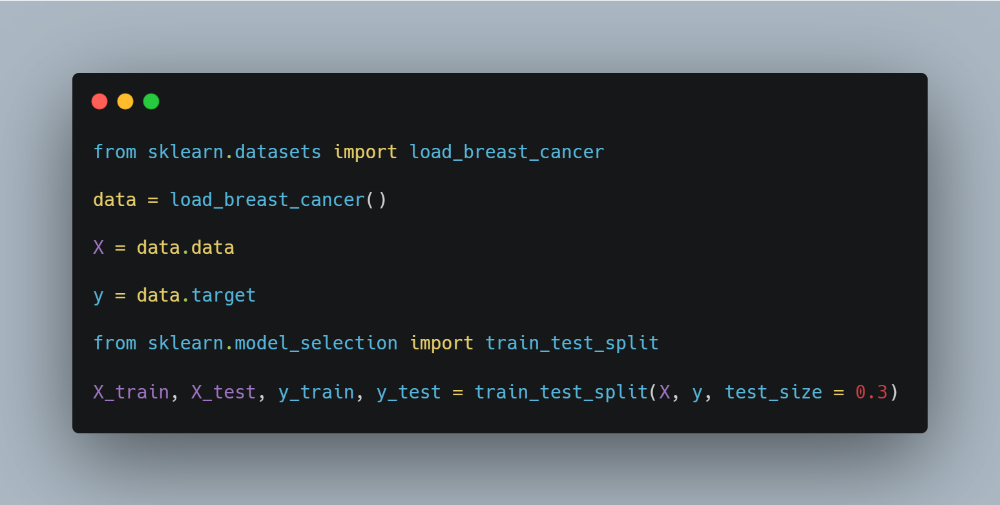 from sklearn.datasets import load_breast_cancer
data = load_breast_cancer()
X = data.data
y = data.target
from sklearn.model_selection import train_test_split
X_train, X_test, y_train, y_test = train_test_split(X, y, test_size = 0.3)